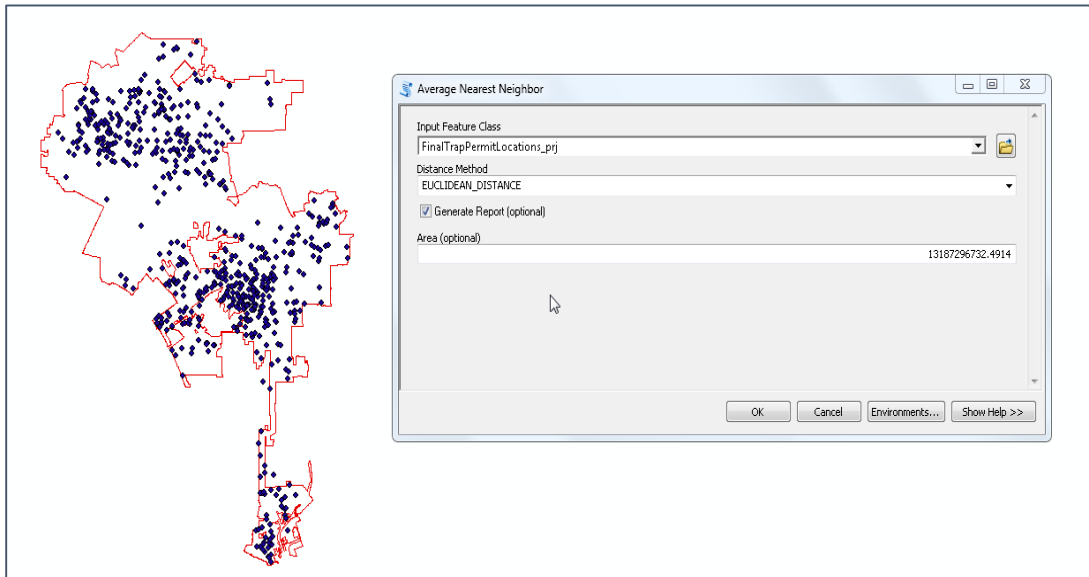 Average Nearest Neighbor
Input Feature Class
FinalTrapPermitLocations_prj
Distance Method
EUCLIDEAN_DISTANCE
Generate Report (optional)
Area (optional)
13187296732.4914
OK Cancel Environments... Show Help >>